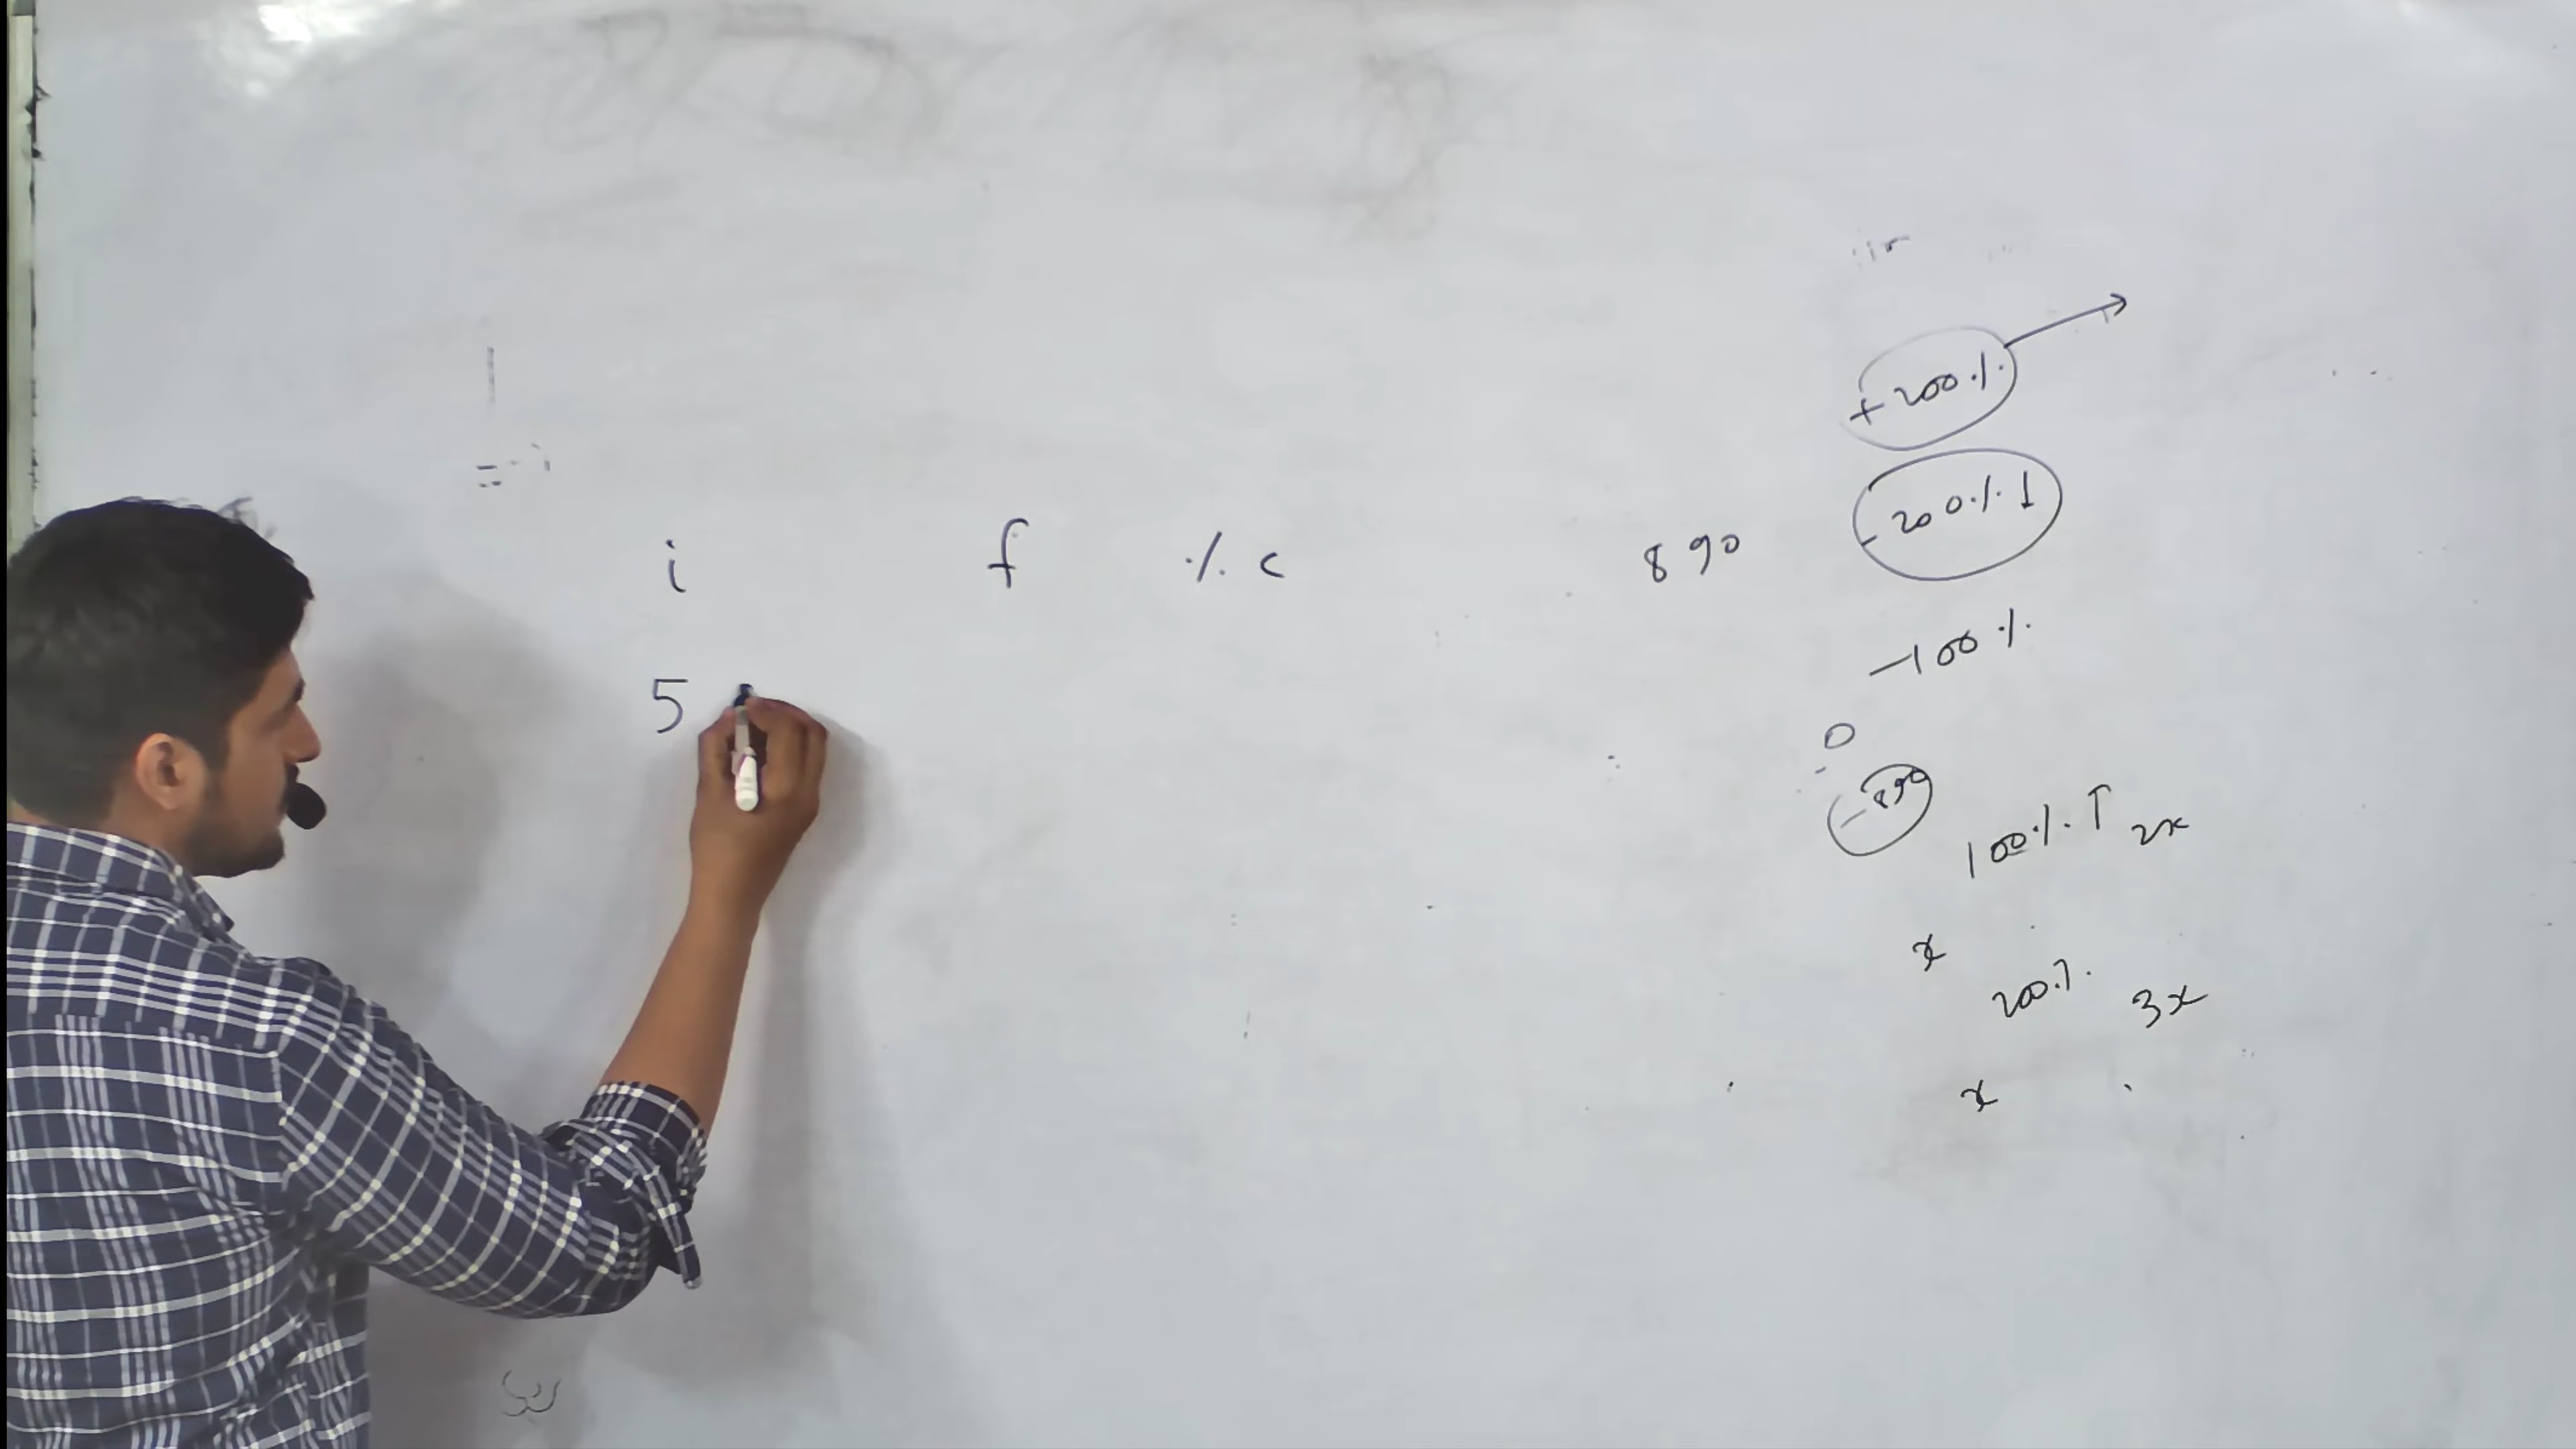 + 200%
- 200% ↓
i f % c 890
-100%
5
0
-890
100% ↑ 2x
x
200% 3x
x